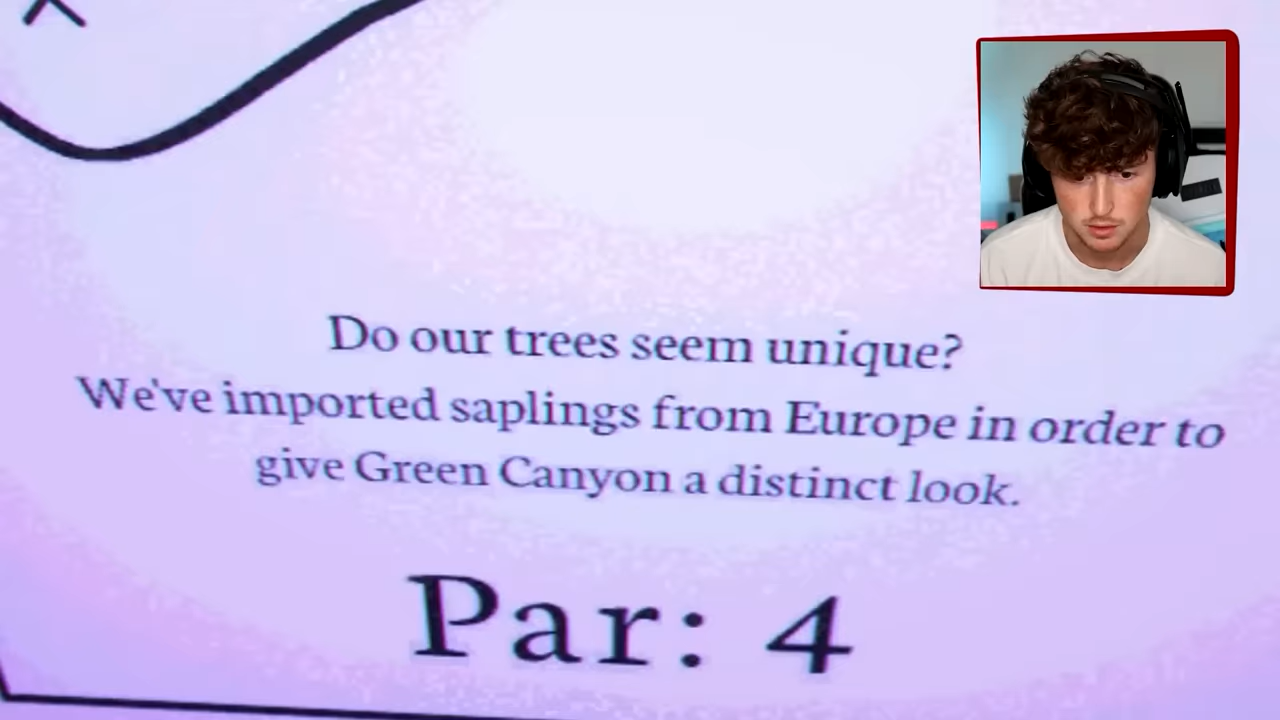 Do our trees seem unique?
We've imported saplings from Europe in order to
give Green Canyon a distinct look.
Par: 4